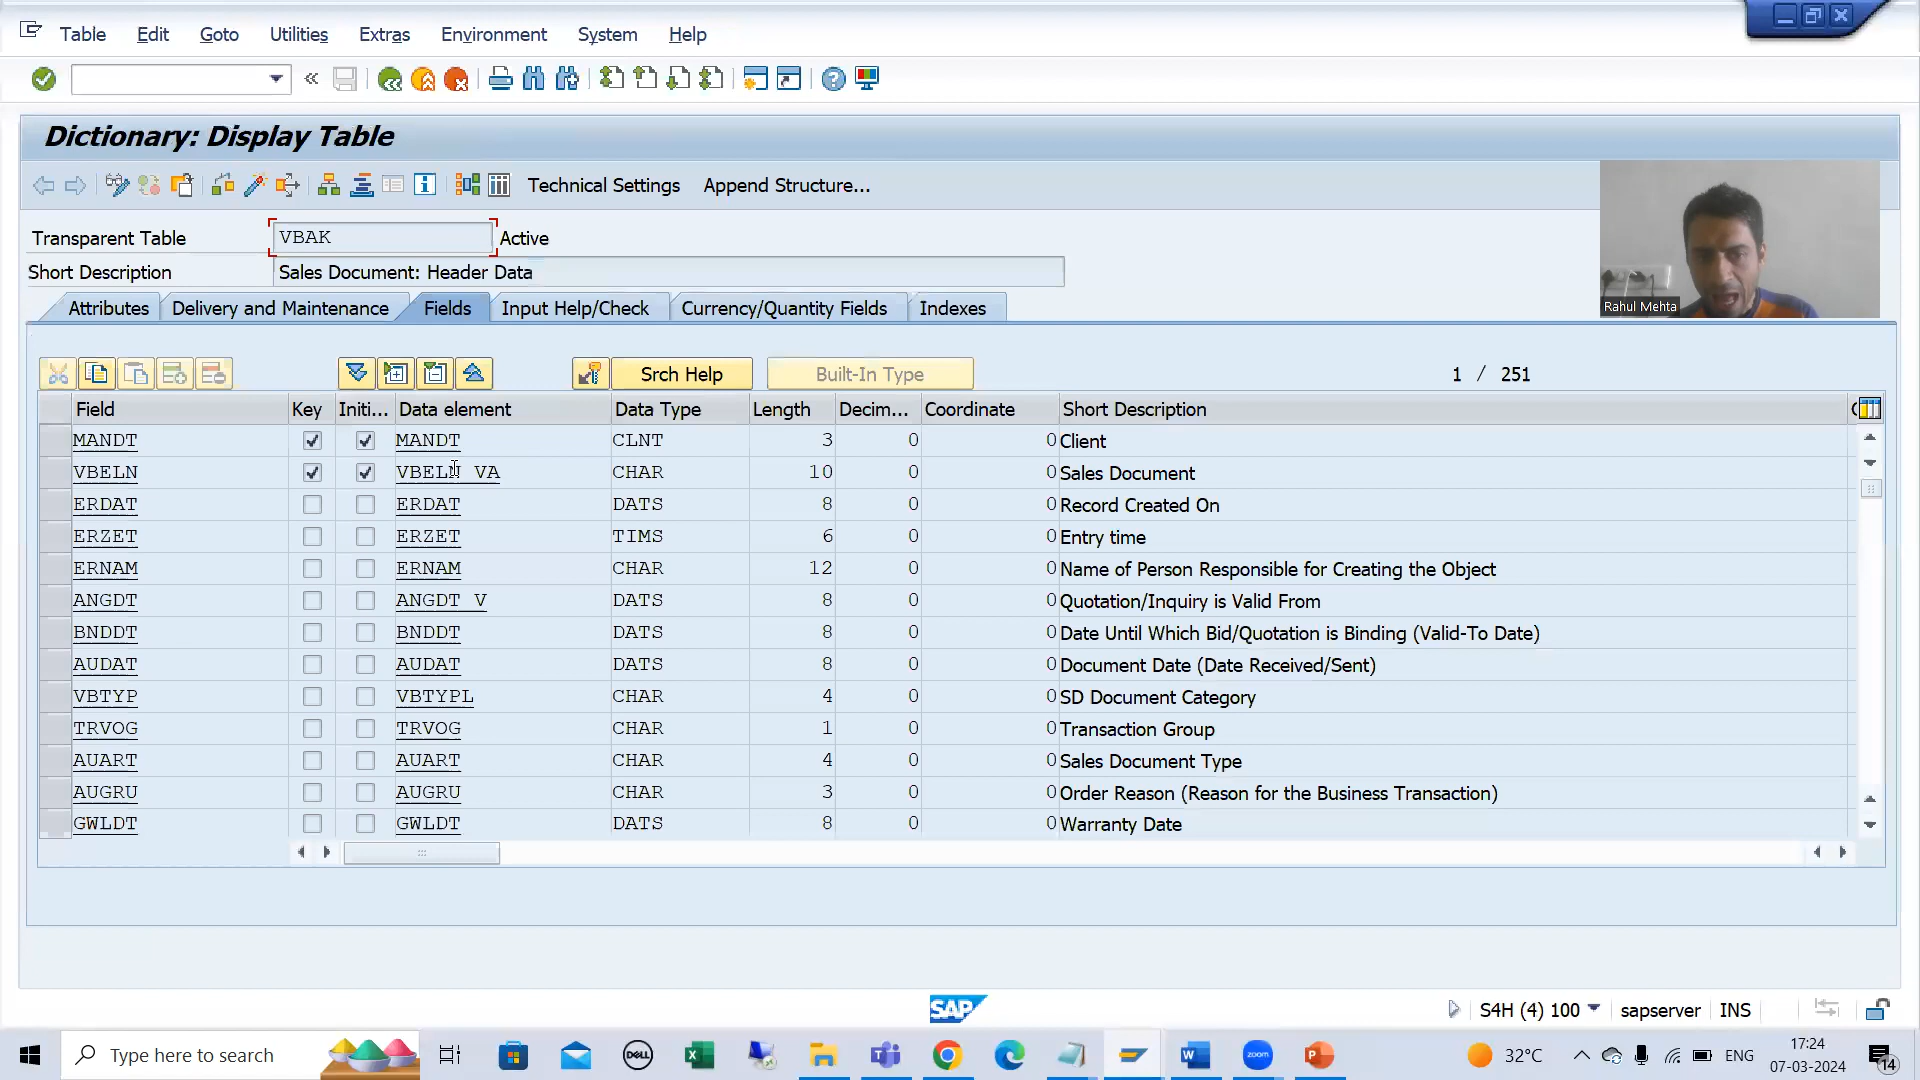 Table Edit Goto Utilities Extras Environment System Help
Dictionary: Display Table
Technical Settings Append Structure...
Transparent Table VBAK Active
Short Description Sales Document: Header Data
Rahul Mehta
Attributes Delivery and Maintenance Fields Input Help/Check Currency/Quantity Fields Indexes
Srch Help Built-In Type 1 / 251
Field Key Initi... Data element Data Type Length Decim... Coordinate Short Description
MANDT MANDT CLNT 3 0 0 Client
VBELN VBELN VA CHAR 10 0 0 Sales Document
ERDAT ERDAT DATS 8 0 0 Record Created On
ERZET ERZET TIMS 6 0 0 Entry time
ERNAM ERNAM CHAR 12 0 0 Name of Person Responsible for Creating the Object
ANGDT ANGDT V DATS 8 0 0 Quotation/Inquiry is Valid From
BNDDT BNDDT DATS 8 0 0 Date Until Which Bid/Quotation is Binding (Valid-To Date)
AUDAT AUDAT DATS 8 0 0 Document Date (Date Received/Sent)
VBTYP VBTYPL CHAR 4 0 0 SD Document Category
TRVOG TRVOG CHAR 1 0 0 Transaction Group
AUART AUART CHAR 4 0 0 Sales Document Type
AUGRU AUGRU CHAR 3 0 0 Order Reason (Reason for the Business Transaction)
GWLDT GWLDT DATS 8 0 0 Warranty Date
SAP S4H (4) 100 sapserver INS
Type here to search DELL zoom 32°C ENG 17:24
07-03-2024 14